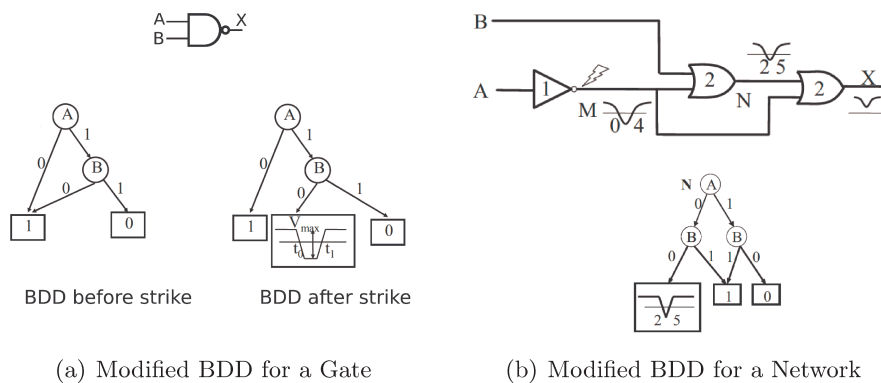 A
B
X
A
0
1
B
0
1
1
0
BDD before strike
A
0
1
B
0
1
1
Vmax
t0 t1
0
BDD after strike
(a) Modified BDD for a Gate
B
A
1
M
0 4
2
2 5
N
2
X
N A
0 1
B B
0 1 1 0
2 5
1 0
(b) Modified BDD for a Network